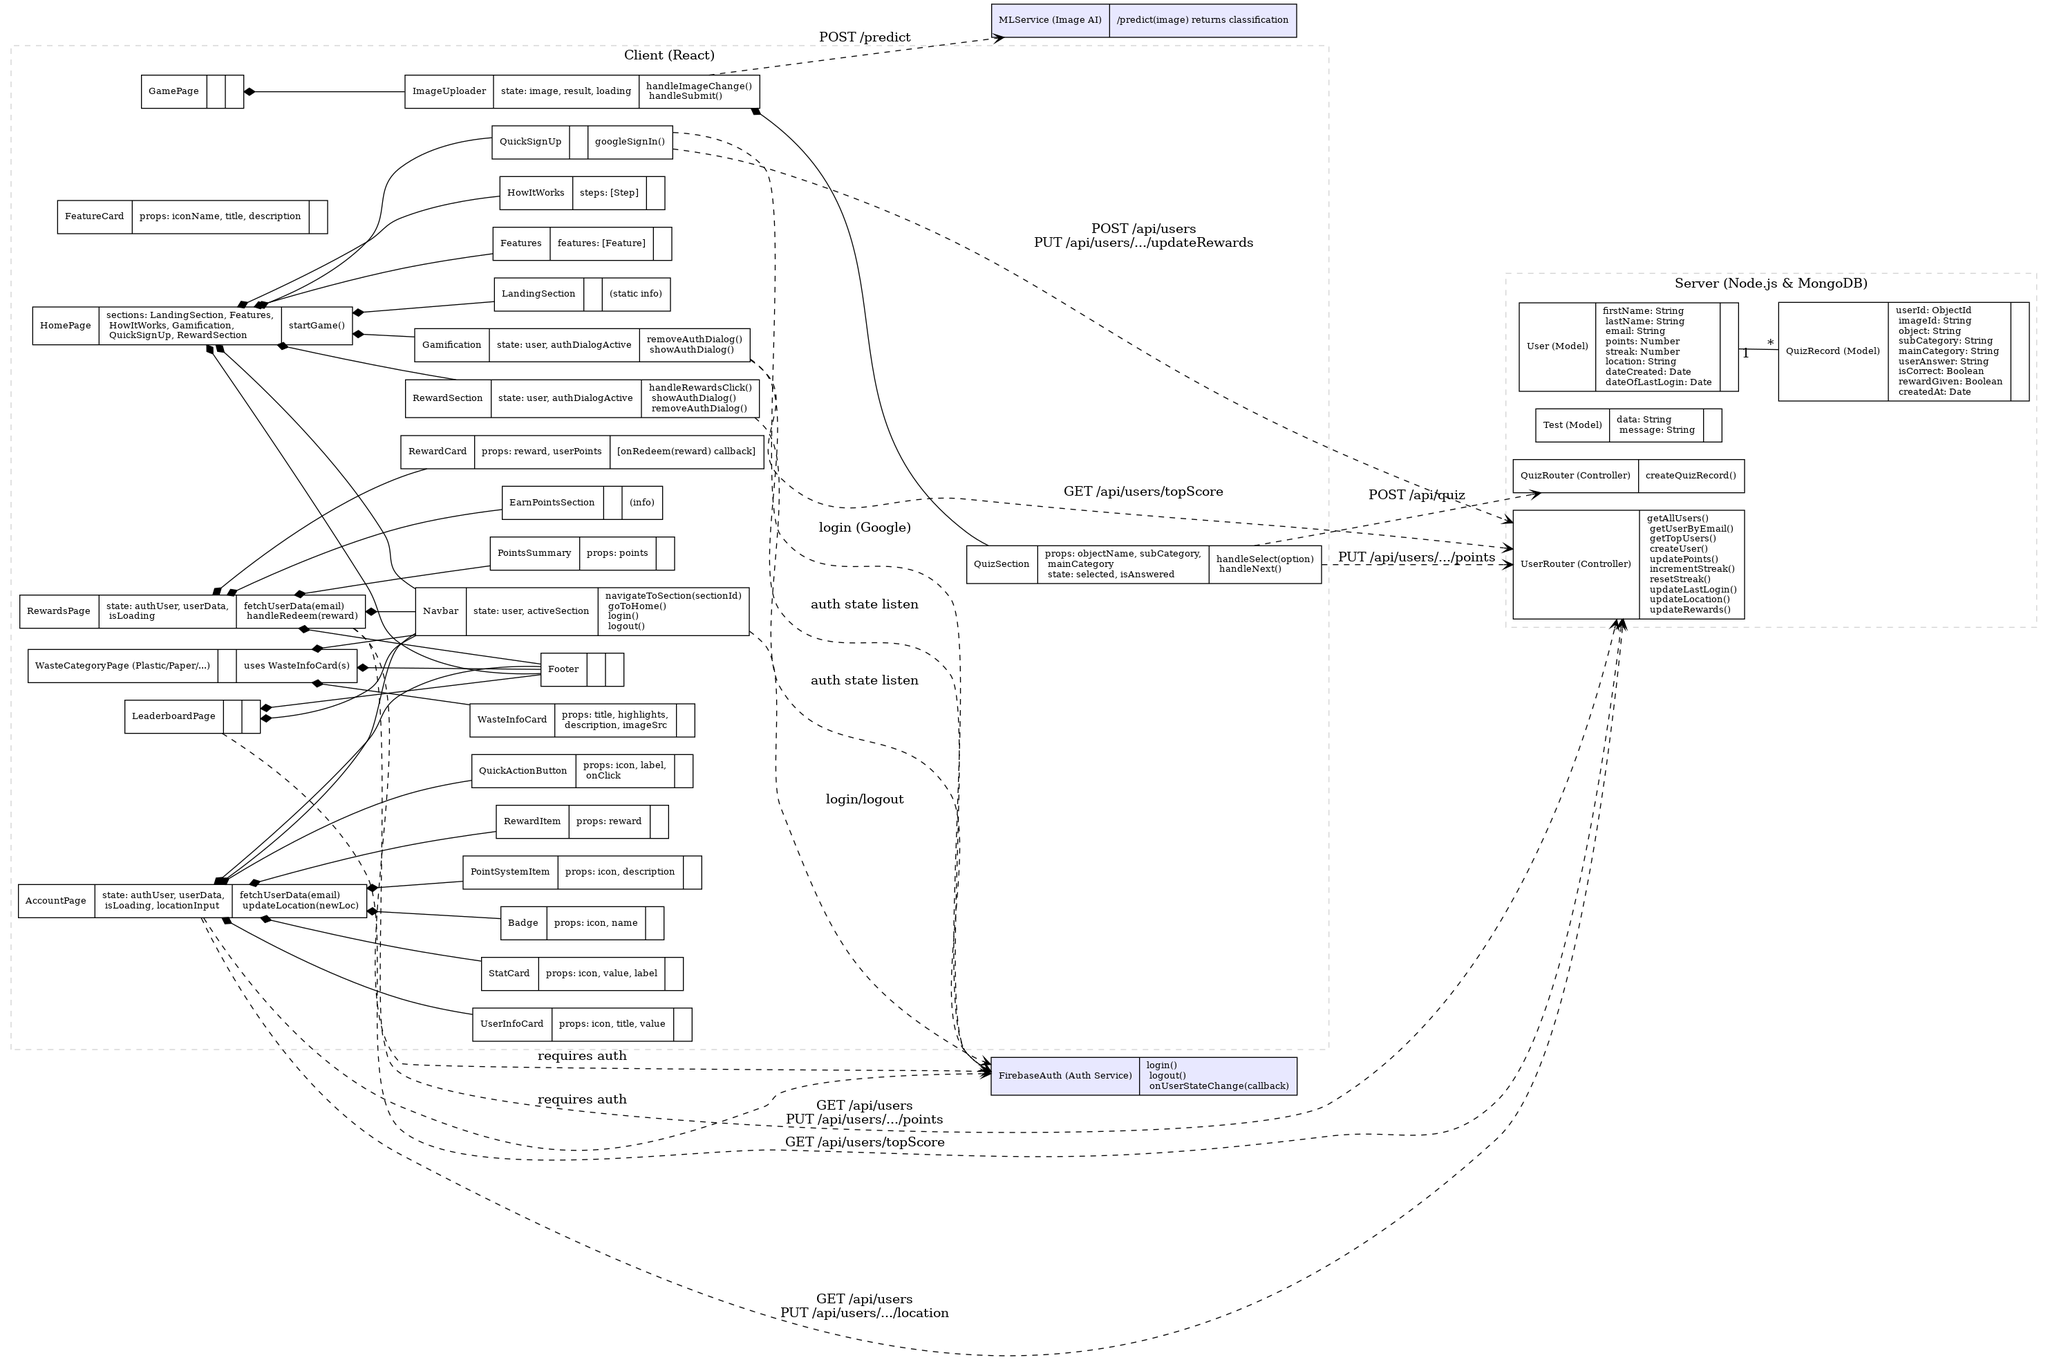 MLService (Image AI)
/predict(image) returns classification
POST /predict
Client (React)
GamePage
ImageUploader
state: image, result, loading
handleImageChange()
handleSubmit()
QuickSignUp
googleSignIn()
HowItWorks
steps: [Step]
FeatureCard
props: iconName, title, description
Features
features: [Feature]
LandingSection
(static info)
HomePage
sections: LandingSection, Features,
HowItWorks, Gamification,
QuickSignUp, RewardSection
startGame()
Gamification
state: user, authDialogActive
removeAuthDialog()
showAuthDialog()
RewardSection
state: user, authDialogActive
handleRewardsClick()
showAuthDialog()
removeAuthDialog()
RewardCard
props: reward, userPoints
[onRedeem(reward) callback]
EarnPointsSection
(info)
PointsSummary
props: points
RewardsPage
state: authUser, userData,
isLoading
fetchUserData(email)
handleRedeem(reward)
Navbar
state: user, activeSection
navigateToSection(sectionId)
goToHome()
login()
logout()
WasteCategoryPage (Plastic/Paper/...)
uses WasteInfoCard(s)
Footer
LeaderboardPage
WasteInfoCard
props: title, highlights,
description, imageSrc
QuickActionButton
props: icon, label,
onClick
RewardItem
props: reward
PointSystemItem
props: icon, description
AccountPage
state: authUser, userData,
isLoading, locationInput
fetchUserData(email)
updateLocation(newLoc)
Badge
props: icon, name
StatCard
props: icon, value, label
UserInfoCard
props: icon, title, value
QuizSection
props: objectName, subCategory,
mainCategory
state: selected, isAnswered
handleSelect(option)
handleNext()
login (Google)
auth state listen
auth state listen
login/logout
requires auth
requires auth
FirebaseAuth (Auth Service)
login()
logout()
onUserStateChange(callback)
GET /api/users
PUT /api/users/.../points
GET /api/users/topScore
GET /api/users
PUT /api/users/.../location
POST /api/users
PUT /api/users/.../updateRewards
GET /api/users/topScore
POST /api/quiz
PUT /api/users/.../points
Server (Node.js & MongoDB)
User (Model)
firstName: String
lastName: String
email: String
points: Number
streak: Number
location: String
dateCreated: Date
dateOfLastLogin: Date
1
*
QuizRecord (Model)
userId: ObjectId
imageId: String
object: String
subCategory: String
mainCategory: String
userAnswer: String
isCorrect: Boolean
rewardGiven: Boolean
createdAt: Date
Test (Model)
data: String
message: String
QuizRouter (Controller)
createQuizRecord()
UserRouter (Controller)
getAllUsers()
getUserByEmail()
getTopUsers()
createUser()
updatePoints()
incrementStreak()
resetStreak()
updateLastLogin()
updateLocation()
updateRewards()